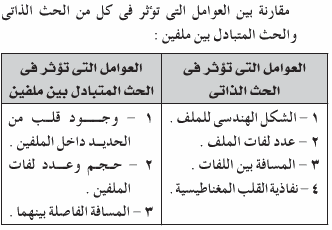 مقارنة بين العوامل التى تؤثر فى كل من الحث الذاتى
والحث المتبادل بين ملفين :
العوامل التى تؤثر فى
الحث الذاتى
١ – الشكل الهندسى للملف .
٢ – عدد لفات الملف .
٣ – المسافة بين اللفات .
٤ – نفاذية القلب المغناطيسية .
العوامل التى تؤثر فى
الحث المتبادل بين ملفين
١ – وجـود قلب من
الحديد داخل الملفين .
٢ – حجـم وعـدد لفات
الملفين .
٣ – المسافة الفاصلة بينهما .